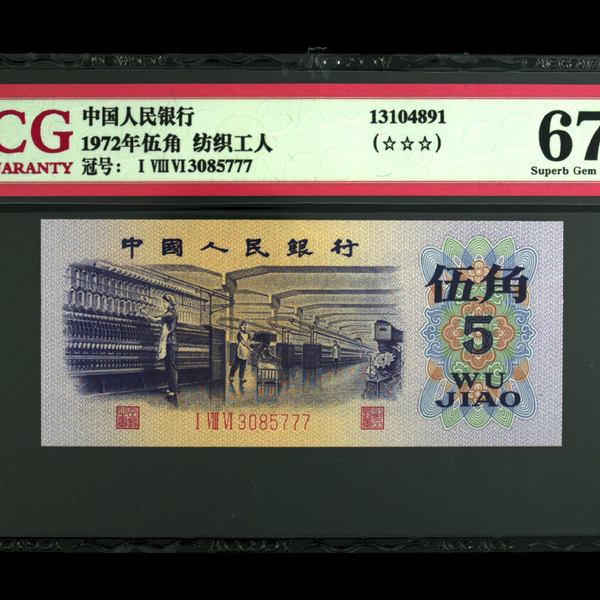 CG
WARRANTY
中国人民银行
1972年伍角 纺织工人
冠号: I VIII VI 3085777
13104891
(☆☆☆)
67
Superb Gem
中國人民銀行
伍角
5
WU
JIAO
I VIII VI 3085777